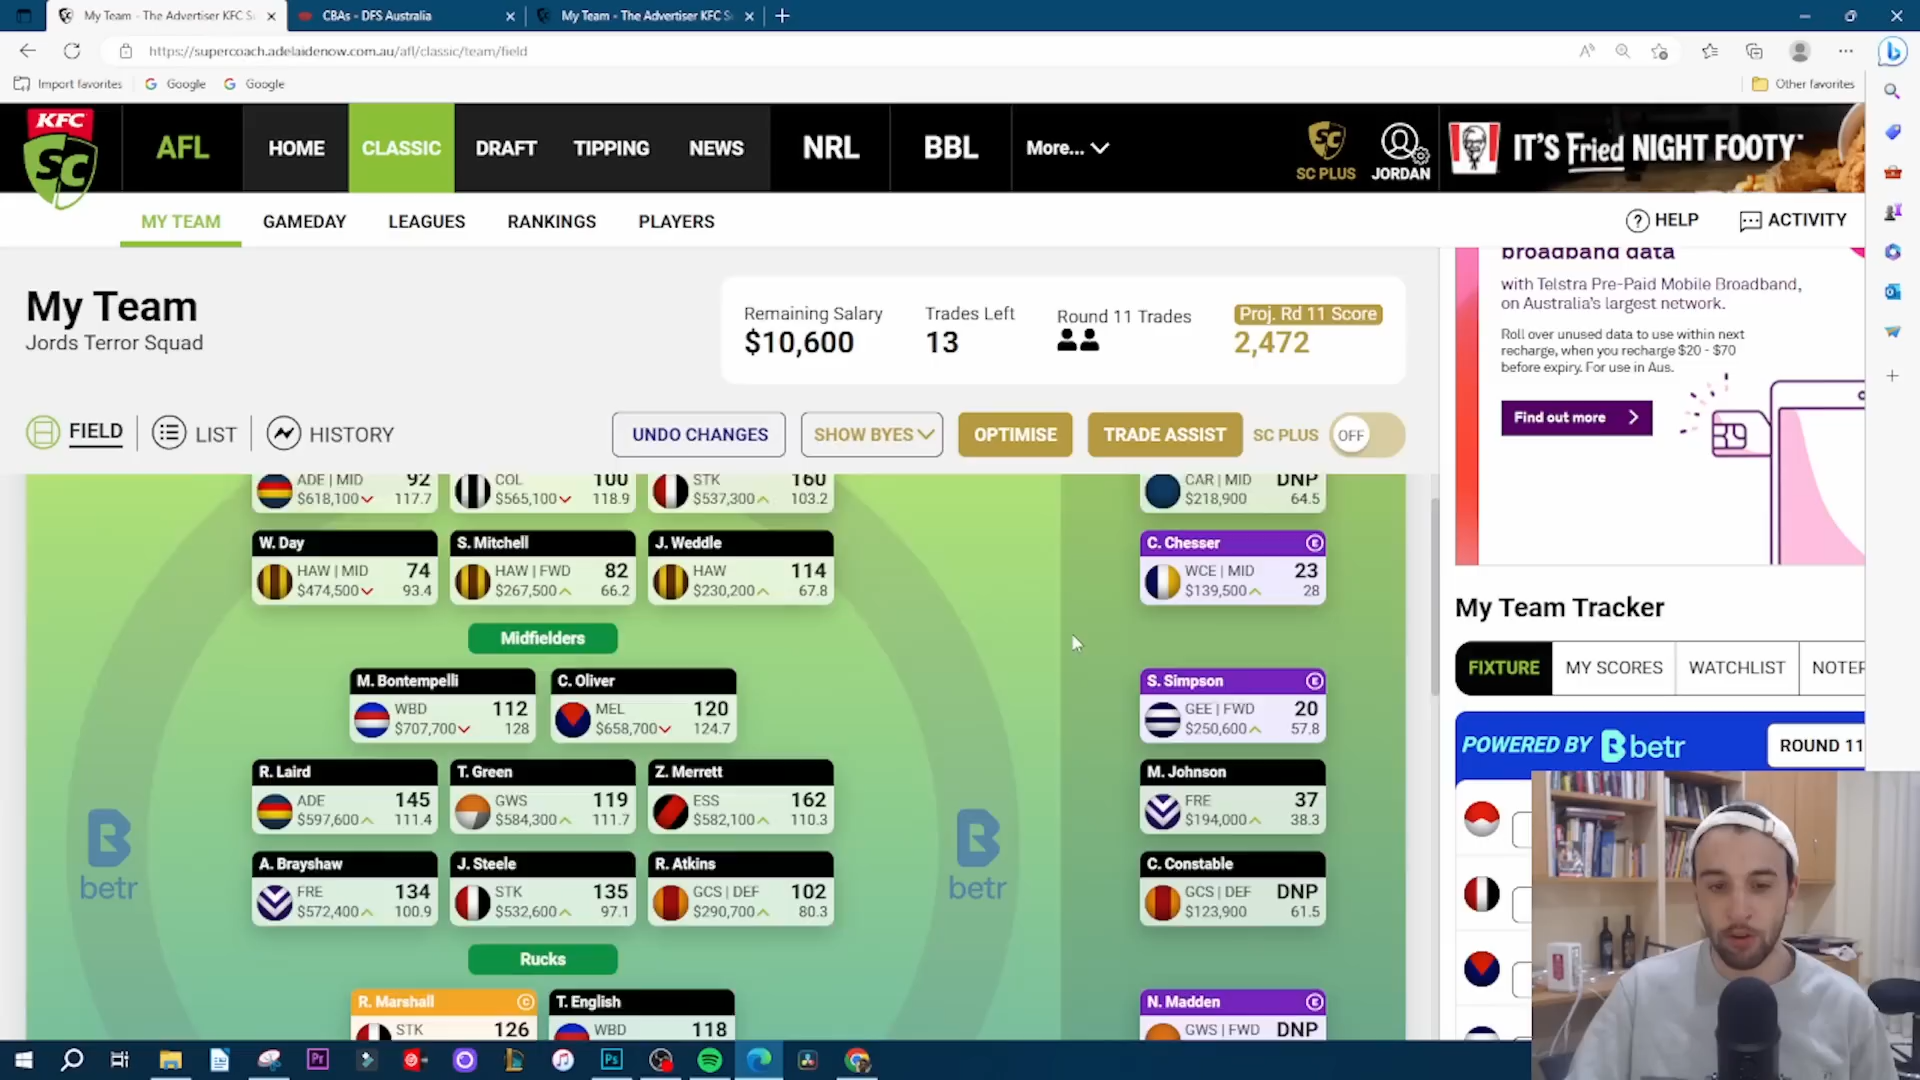 My Team - The Advertiser KFC S
CBAs - DFS Australia
My Team - The Advertiser KFC S
https://supercoach.adelaidenow.com.au/afl/classic/team/field
Import favorites
Google
Google
Other favorites
KFC
SC
AFL
HOME
CLASSIC
DRAFT
TIPPING
NEWS
NRL
BBL
More...
SC
SC PLUS
JORDAN
KFC
IT'S Fried NIGHT FOOTY
MY TEAM
GAMEDAY
LEAGUES
RANKINGS
PLAYERS
? HELP
ACTIVITY
My Team
Jords Terror Squad
Remaining Salary
$10,600
Trades Left
13
Round 11 Trades
Proj. Rd 11 Score
2,472
broadband data
with Telstra Pre-Paid Mobile Broadband,
on Australia's largest network.
Roll over unused data to use within next
recharge, when you recharge $20 - $70
before expiry. For use in Aus.
Find out more
FIELD
LIST
HISTORY
UNDO CHANGES
SHOW BYES
OPTIMISE
TRADE ASSIST
SC PLUS
OFF
ADE | MID 92
$618,100 117.7
COL 100
$565,100 118.9
STK 160
$537,300 103.2
CAR | MID DNP
$218,900 64.5
W. Day
HAW | MID 74
$474,500 93.4
S. Mitchell
HAW | FWD 82
$267,500 66.2
J. Weddle
HAW 114
$230,200 67.8
C. Chesser E
WCE | MID 23
$139,500 28
Midfielders
M. Bontempelli
WBD 112
$707,700 128
C. Oliver
MEL 120
$658,700 124.7
S. Simpson E
GEE | FWD 20
$250,600 57.8
R. Laird
ADE 145
$597,600 111.4
T. Green
GWS 119
$584,300 111.7
Z. Merrett
ESS 162
$582,100 110.3
M. Johnson
FRE 37
$194,000 38.3
A. Brayshaw
FRE 134
$572,400 100.9
J. Steele
STK 135
$532,600 97.1
R. Atkins
GCS | DEF 102
$290,700 80.3
C. Constable
GCS | DEF DNP
$123,900 61.5
betr
betr
Rucks
R. Marshall C
STK 126
T. English
WBD 118
N. Madden E
GWS | FWD DNP
My Team Tracker
FIXTURE
MY SCORES
WATCHLIST
NOTEP
POWERED BY betr
ROUND 11
Pr
Ps